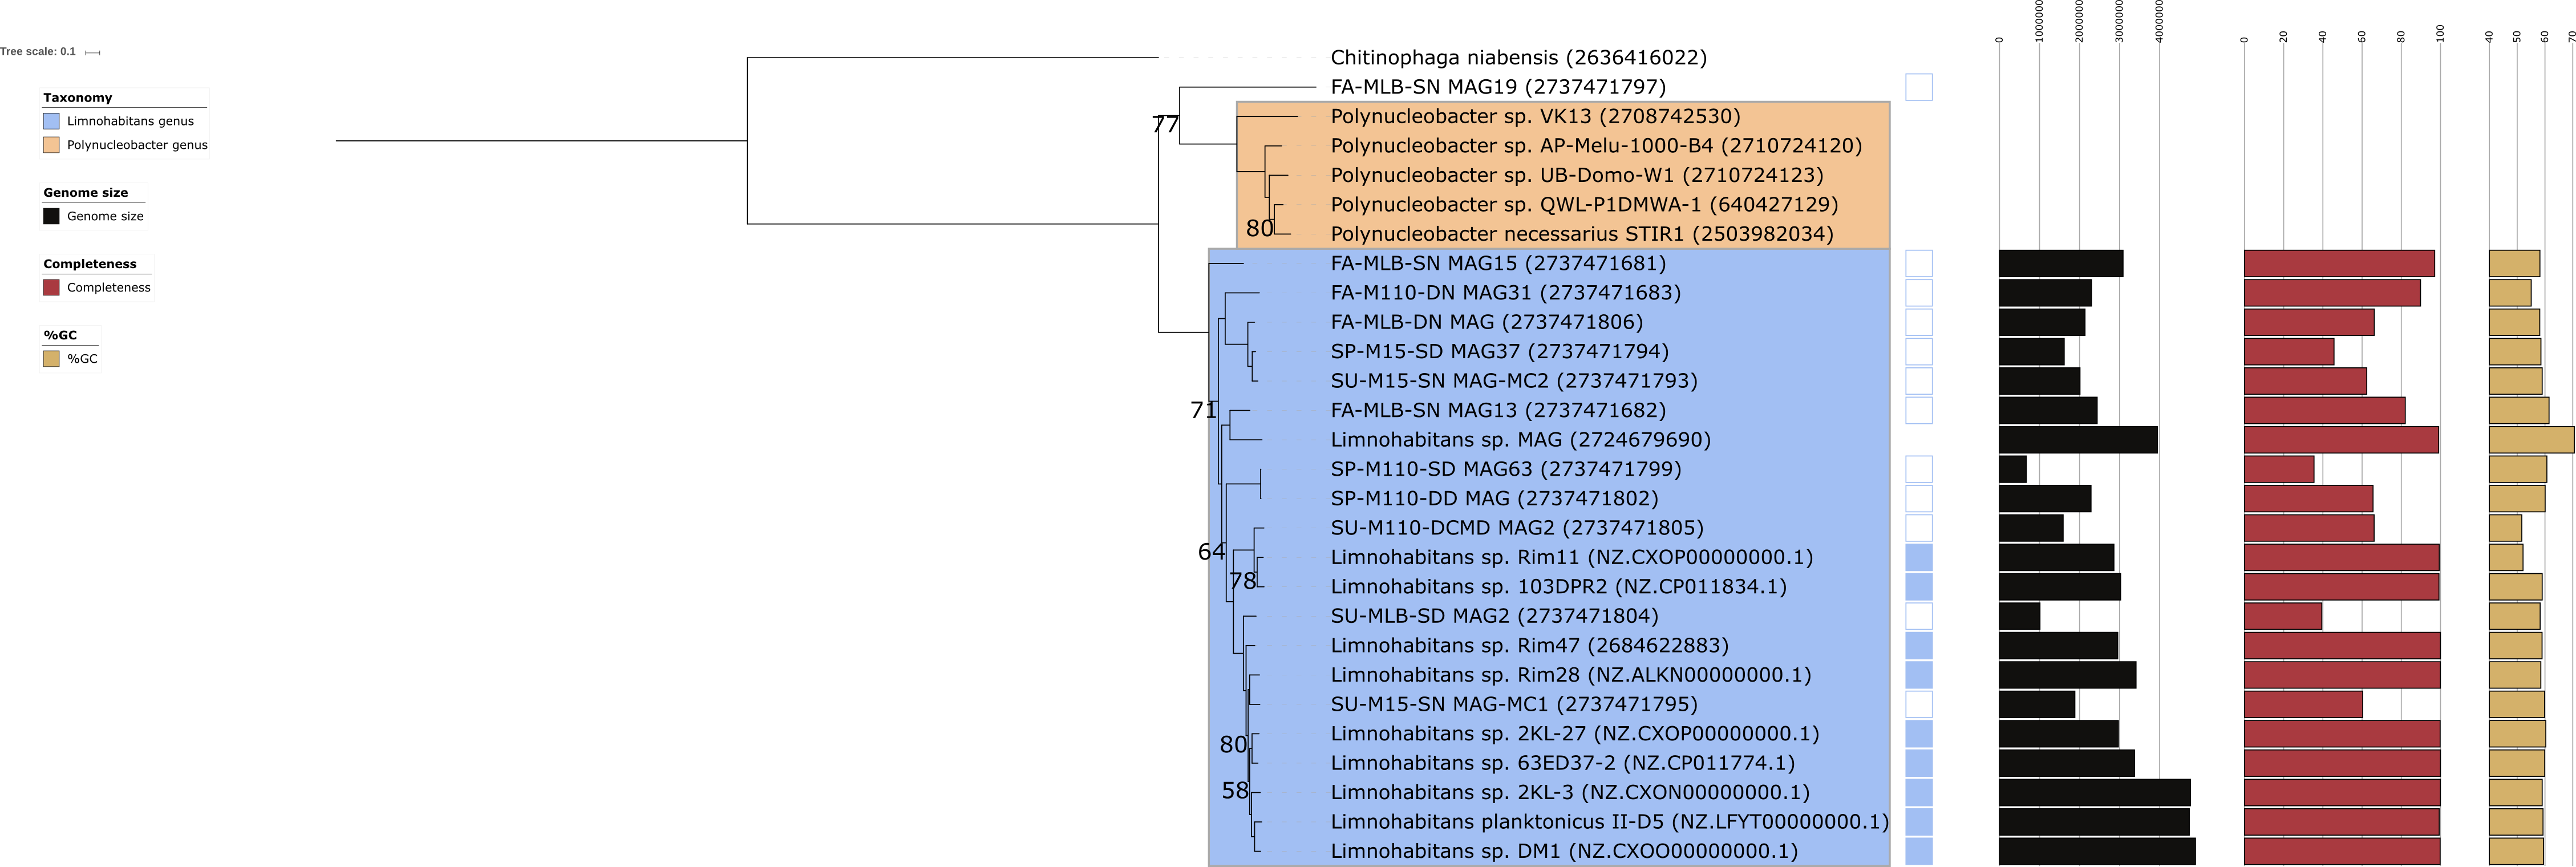 Tree scale: 0.1
Taxonomy
Limnohabitans genus
Polynucleobacter genus
Genome size
Genome size
Completeness
Completeness
%GC
%GC
77
80
71
64
78
80
58
Chitinophaga niabensis (2636416022)
FA-MLB-SN MAG19 (2737471797)
Polynucleobacter sp. VK13 (2708742530)
Polynucleobacter sp. AP-Melu-1000-B4 (2710724120)
Polynucleobacter sp. UB-Domo-W1 (2710724123)
Polynucleobacter sp. QWL-P1DMWA-1 (640427129)
Polynucleobacter necessarius STIR1 (2503982034)
FA-MLB-SN MAG15 (2737471681)
FA-M110-DN MAG31 (2737471683)
FA-MLB-DN MAG (2737471806)
SP-M15-SD MAG37 (2737471794)
SU-M15-SN MAG-MC2 (2737471793)
FA-MLB-SN MAG13 (2737471682)
Limnohabitans sp. MAG (2724679690)
SP-M110-SD MAG63 (2737471799)
SP-M110-DD MAG (2737471802)
SU-M110-DCMD MAG2 (2737471805)
Limnohabitans sp. Rim11 (NZ.CXOP00000000.1)
Limnohabitans sp. 103DPR2 (NZ.CP011834.1)
SU-MLB-SD MAG2 (2737471804)
Limnohabitans sp. Rim47 (2684622883)
Limnohabitans sp. Rim28 (NZ.ALKN00000000.1)
SU-M15-SN MAG-MC1 (2737471795)
Limnohabitans sp. 2KL-27 (NZ.CXOP00000000.1)
Limnohabitans sp. 63ED37-2 (NZ.CP011774.1)
Limnohabitans sp. 2KL-3 (NZ.CXON00000000.1)
Limnohabitans planktonicus II-D5 (NZ.LFYT00000000.1)
Limnohabitans sp. DM1 (NZ.CXOO00000000.1)
0
1000000
2000000
3000000
4000000
0
20
40
60
80
100
40
50
60
70